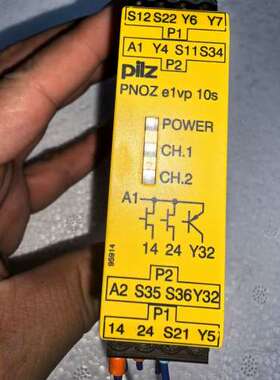 S12 S22 Y6 Y7
P1
A1 Y4 S11 S34
P2
pilz
PNOZ e1vp 10s
POWER
CH.1
CH.2
A1
14 24 Y32
95914
P2
A2 S35 S36 Y32
P1
14 24 S21 Y5